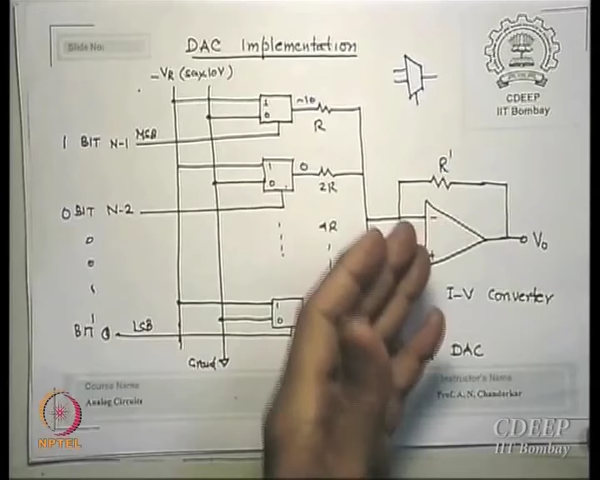 Slide No:
DAC Implementation
-VR (say 10V)
CDEEP
IIT Bombay
1 BIT N-1 MSB
1
0
~10
R
0 BIT N-2
1
0
0
2R
R'
4R
-
+
Vo
I-V Converter
DAC
BIT 0 LSB
1
0
Ground
Course Name
Analog Circuits
Instructor's Name
Prof. A. N. Chandorkar
NPTEL
CDEEP
IIT Bombay